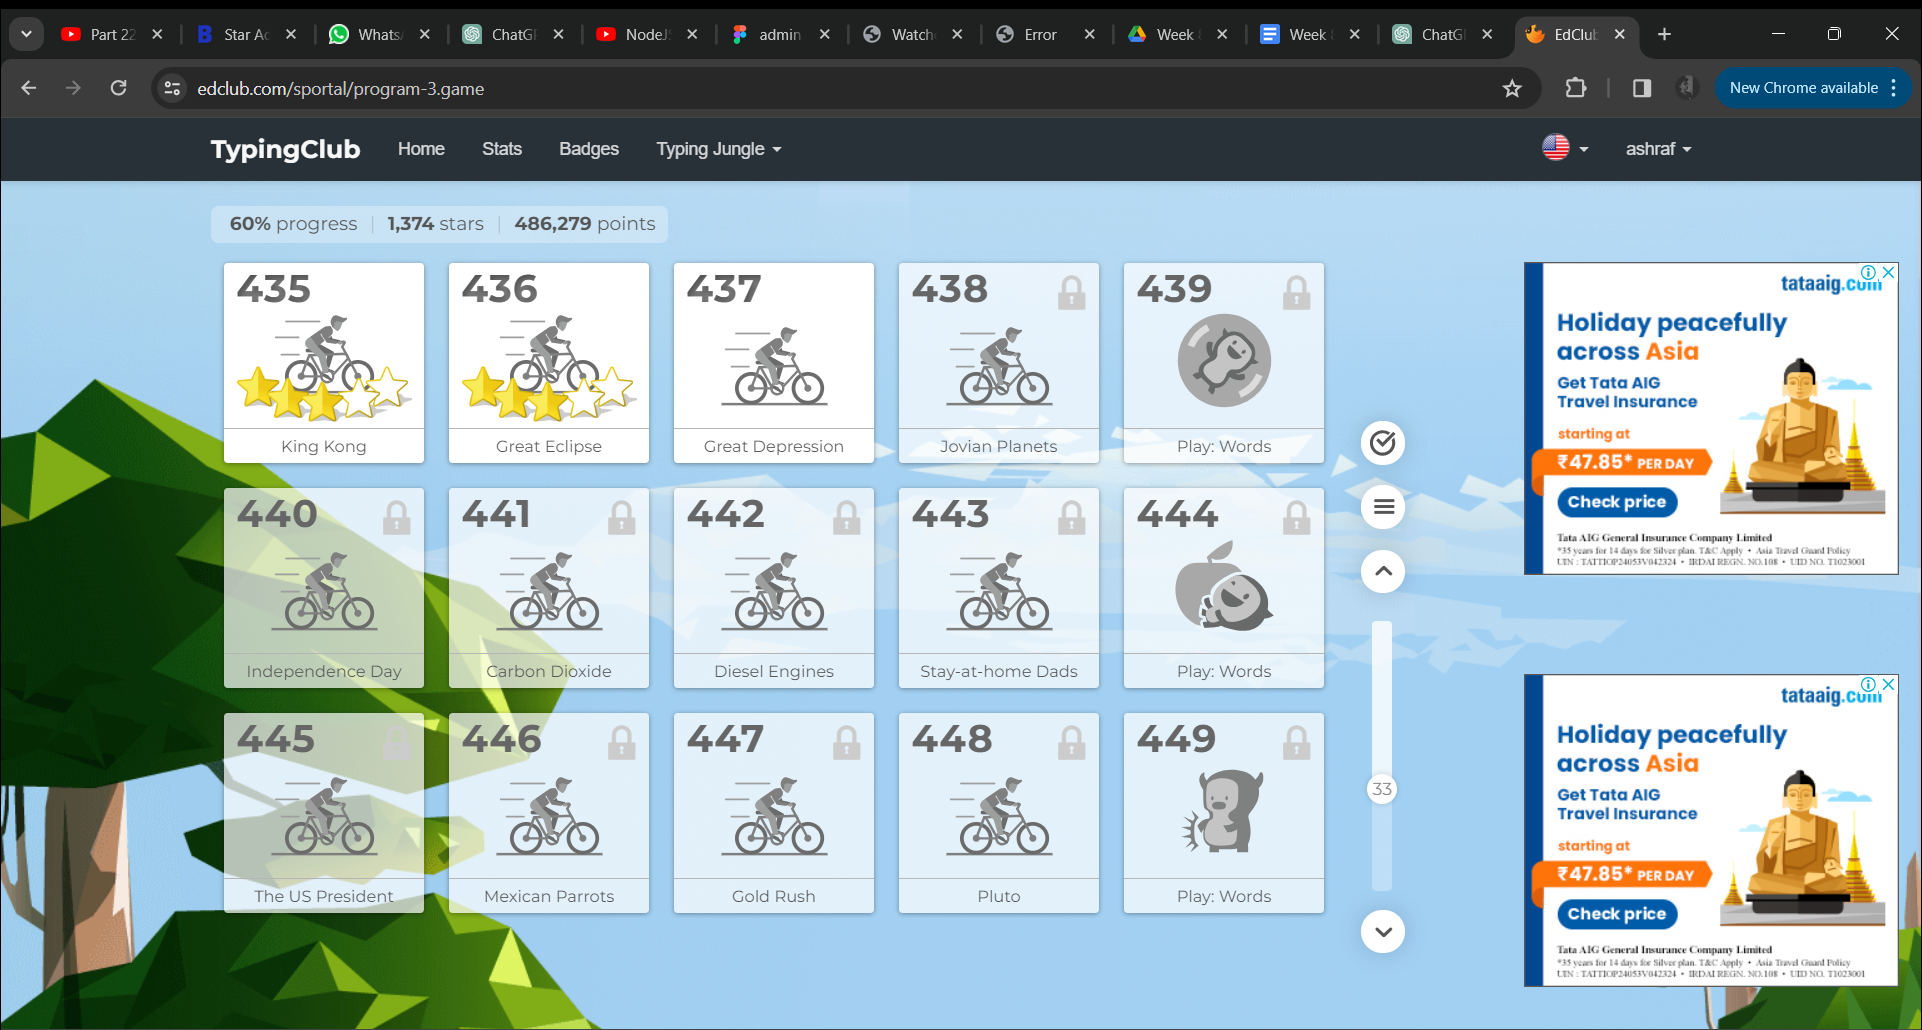 Part 22
Star Ac
Whats
ChatGP
NodeJS
admin
Watch
Error
Week
Week
ChatGP
EdClub
edclub.com/sportal/program-3.game
New Chrome available
TypingClub
Home
Stats
Badges
Typing Jungle
ashraf
60% progress
1,374 stars
486,279 points
435
King Kong
436
Great Eclipse
437
Great Depression
438
Jovian Planets
439
Play: Words
440
Independence Day
441
Carbon Dioxide
442
Diesel Engines
443
Stay-at-home Dads
444
Play: Words
445
The US President
446
Mexican Parrots
447
Gold Rush
448
Pluto
449
Play: Words
33
tataaig.com
Holiday peacefully
across Asia
Get Tata AIG
Travel Insurance
starting at
₹47.85* PER DAY
Check price
Tata AIG General Insurance Company Limited
*35 years for 14 days for Silver plan. T&C Apply • Asia Travel Guard Policy
UIN : TATTIOP24053V042324 • IRDAI REGN. NO.108 • UID NO. T1023001
tataaig.com
Holiday peacefully
across Asia
Get Tata AIG
Travel Insurance
starting at
₹47.85* PER DAY
Check price
Tata AIG General Insurance Company Limited
*35 years for 14 days for Silver plan. T&C Apply • Asia Travel Guard Policy
UIN : TATTIOP24053V042324 • IRDAI REGN. NO.108 • UID NO. T1023001